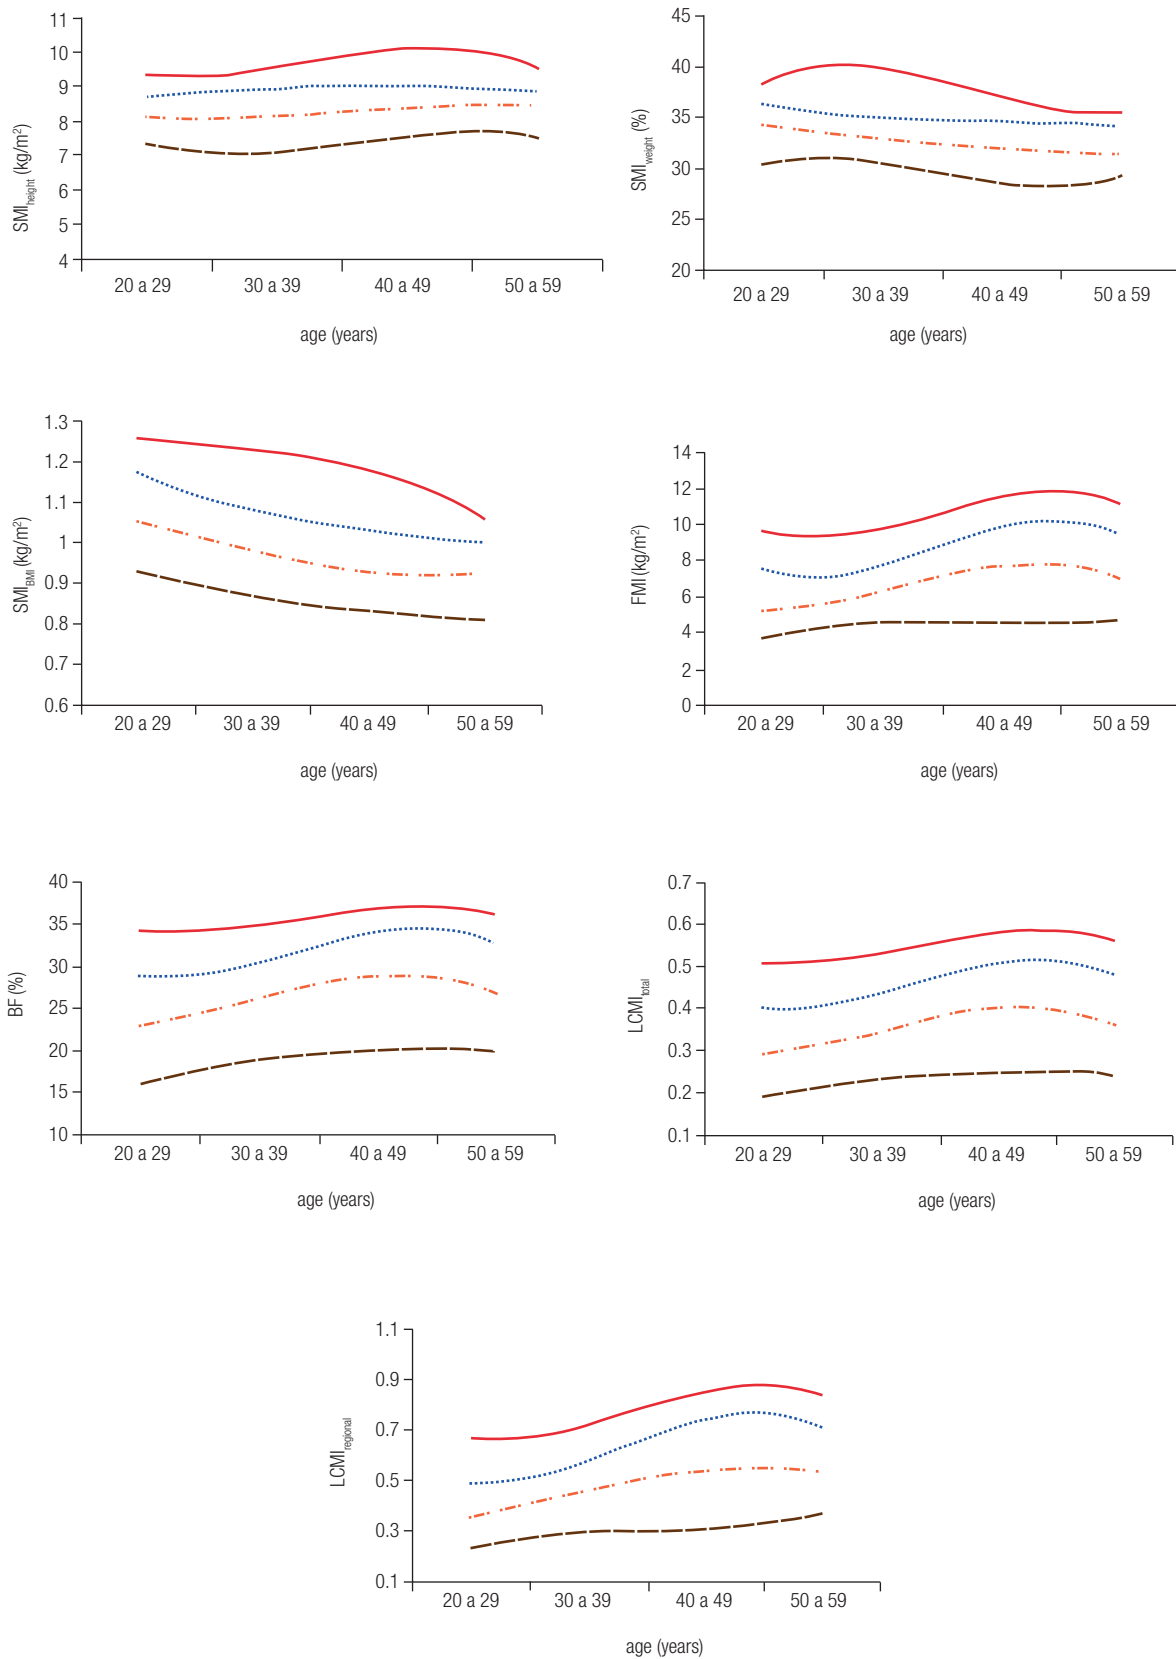 11
10
9
8
7
6
5
4
SMIheight (kg/m²)
20 a 29 30 a 39 40 a 49 50 a 59
age (years)
45
40
35
30
25
20
SMIweight (%)
20 a 29 30 a 39 40 a 49 50 a 59
age (years)
1.3
1.2
1.1
1
0.9
0.8
0.7
0.6
SMIBMI (kg/m²)
20 a 29 30 a 39 40 a 49 50 a 59
age (years)
14
12
10
8
6
4
2
0
FMI (kg/m²)
20 a 29 30 a 39 40 a 49 50 a 59
age (years)
40
35
30
25
20
15
10
BF (%)
20 a 29 30 a 39 40 a 49 50 a 59
age (years)
0.7
0.6
0.5
0.4
0.3
0.2
0.1
LCMItotal
20 a 29 30 a 39 40 a 49 50 a 59
age (years)
1.1
0.9
0.7
0.5
0.3
0.1
LCMIregional
20 a 29 30 a 39 40 a 49 50 a 59
age (years)